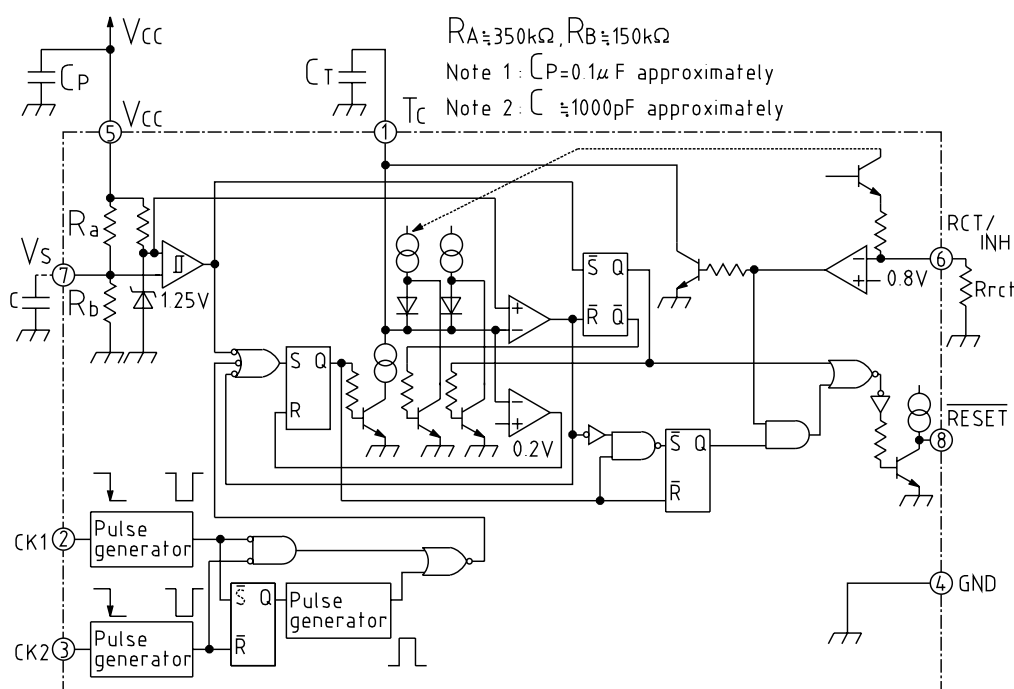 VCC
RA≒350kΩ, RB≒150kΩ
CP
CT
Note 1 : CP=0.1μF approximately
Note 2 : C ≒1000pF approximately
VCC
TC
5
1
Ra
RCT/
INH
VS
7
6
Rrct
C
Rb
1.25V
0.8V
S Q
R Q
+
−
S Q
R
−
+
0.2V
RESET
8
S Q
R
CK1
2
Pulse
generator
S Q
R
Pulse
generator
4
GND
CK2
3
Pulse
generator